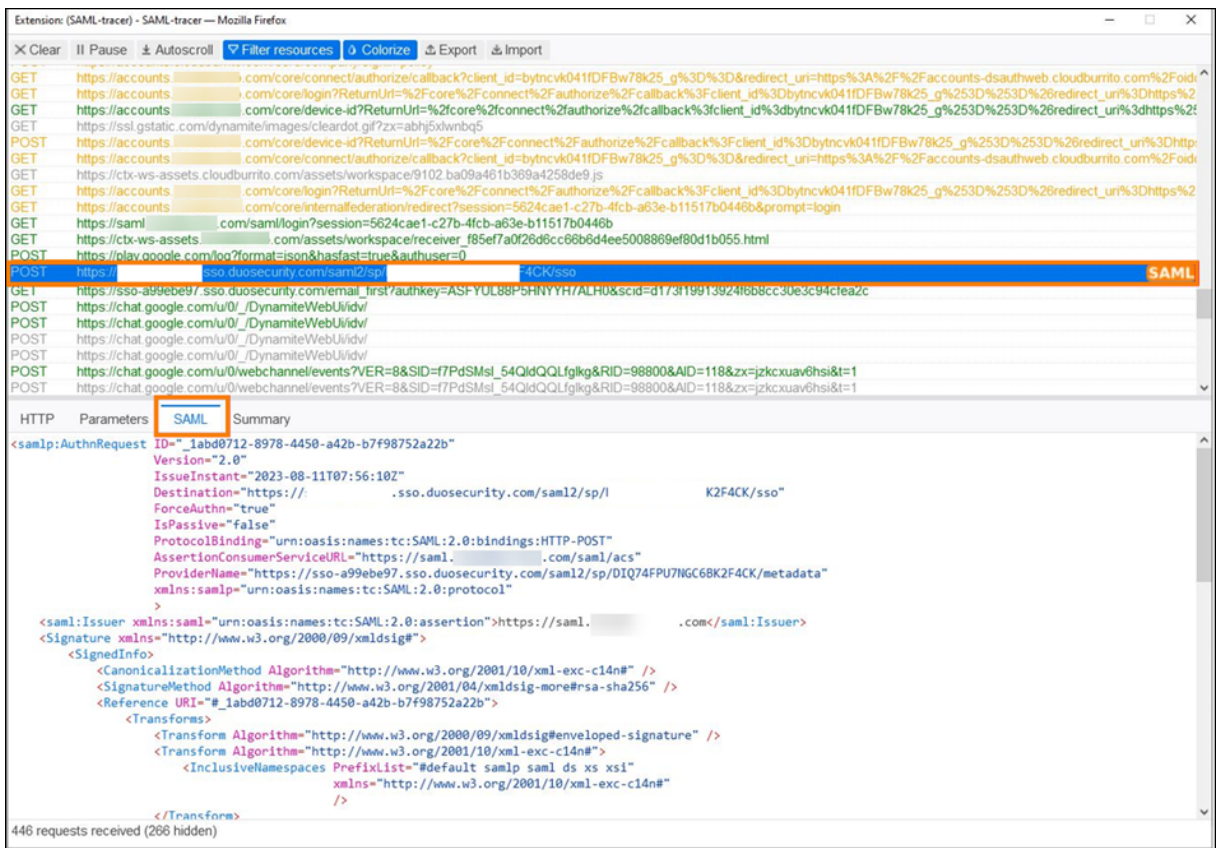 Extension: (SAML-tracer) - SAML-tracer — Mozilla Firefox
Clear Pause Autoscroll Filter resources Colorize Export Import
GET https://accounts. .com/core/connect/authorize/callback?client_id=bytncvk041fDFBw78k25_g%3D%3D&redirect_uri=https%3A%2F%2Faccounts-dsauthweb.cloudburrito.com%2Foidc
GET https://accounts. .com/core/login?ReturnUrl=%2Fcore%2Fconnect%2Fauthorize%2Fcallback%3Fclient_id%3Dbytncvk041fDFBw78k25_g%253D%253D%26redirect_uri%3Dhttps%2
GET https://accounts. .com/core/device-id?ReturnUrl=%2fcore%2fconnect%2fauthorize%2fcallback%3fclient_id%3dbytncvk041fDFBw78k25_g%253D%253D%26redirect_uri%3dhttps%25
GET https://ssl.gstatic.com/dynamite/images/cleardot.gif?zx=abhj5xlwnbq5
POST https://accounts. .com/core/device-id?ReturnUrl=%2Fcore%2Fconnect%2Fauthorize%2Fcallback%3Fclient_id%3Dbytncvk041fDFBw78k25_g%253D%253D%26redirect_uri%3Dhttp
GET https://accounts. .com/core/connect/authorize/callback?client_id=bytncvk041fDFBw78k25_g%3D%3D&redirect_uri=https%3A%2F%2Faccounts-dsauthweb.cloudburrito.com%2Foidc
GET https://ctx-ws-assets.cloudburrito.com/assets/workspace/9102.ba09a461b369a4258de9.js
GET https://accounts. .com/core/login?ReturnUrl=%2Fcore%2Fconnect%2Fauthorize%2Fcallback%3Fclient_id%3Dbytncvk041fDFBw78k25_g%253D%253D%26redirect_uri%3Dhttps%2
GET https://accounts. .com/core/internalfederation/redirect?session=5624cae1-c27b-4fcb-a63e-b11517b0446b&prompt=login
GET https://saml .com/saml/login?session=5624cae1-c27b-4fcb-a63e-b11517b0446b
GET https://ctx-ws-assets. .com/assets/workspace/receiver_f85ef7a0f26d6cc66b6d4ee5008869ef80d1b055.html
POST https://play.google.com/log?format=json&hasfast=true&authuser=0
POST https:// sso.duosecurity.com/saml2/sp/ F4CK/sso SAML
GET https://sso-a99ebe97.sso.duosecurity.com/email_first?authkey=ASFYUL88P5HNYYH7ALH0&scid=d173f19913924f6b8cc30e3c94cfea2c
POST https://chat.google.com/u/0/_/DynamiteWebUi/idv/
POST https://chat.google.com/u/0/_/DynamiteWebUi/idv/
POST https://chat.google.com/u/0/_/DynamiteWebUi/idv/
POST https://chat.google.com/u/0/_/DynamiteWebUi/idv/
POST https://chat.google.com/u/0/webchannel/events?VER=8&SID=f7PdSMsI_54QIdQQLfglkg&RID=98800&AID=118&zx=jzkcxuav6hsi&t=1
POST https://chat.google.com/u/0/webchannel/events?VER=8&SID=f7PdSMsI_54QIdQQLfglkg&RID=98800&AID=118&zx=jzkcxuav6hsi&t=1
HTTP Parameters SAML Summary
<samlp:AuthnRequest ID="_1abd0712-8978-4450-a42b-b7f98752a22b"
Version="2.0"
IssueInstant="2023-08-11T07:56:10Z"
Destination="https:// .sso.duosecurity.com/saml2/sp/ K2F4CK/sso"
ForceAuthn="true"
IsPassive="false"
ProtocolBinding="urn:oasis:names:tc:SAML:2.0:bindings:HTTP-POST"
AssertionConsumerServiceURL="https://saml. .com/saml/acs"
ProviderName="https://sso-a99ebe97.sso.duosecurity.com/saml2/sp/DIQ74FPU7NGC6BK2F4CK/metadata"
xmlns:samlp="urn:oasis:names:tc:SAML:2.0:protocol"
>
<saml:Issuer xmlns:saml="urn:oasis:names:tc:SAML:2.0:assertion">https://saml. .com</saml:Issuer>
<Signature xmlns="http://www.w3.org/2000/09/xmldsig#">
<SignedInfo>
<CanonicalizationMethod Algorithm="http://www.w3.org/2001/10/xml-exc-c14n#" />
<SignatureMethod Algorithm="http://www.w3.org/2001/04/xmldsig-more#rsa-sha256" />
<Reference URI="#_1abd0712-8978-4450-a42b-b7f98752a22b">
<Transforms>
<Transform Algorithm="http://www.w3.org/2000/09/xmldsig#enveloped-signature" />
<Transform Algorithm="http://www.w3.org/2001/10/xml-exc-c14n#">
<InclusiveNamespaces PrefixList="#default samlp saml ds xs xsi"
xmlns="http://www.w3.org/2001/10/xml-exc-c14n#"
/>
</Transform>
446 requests received (266 hidden)